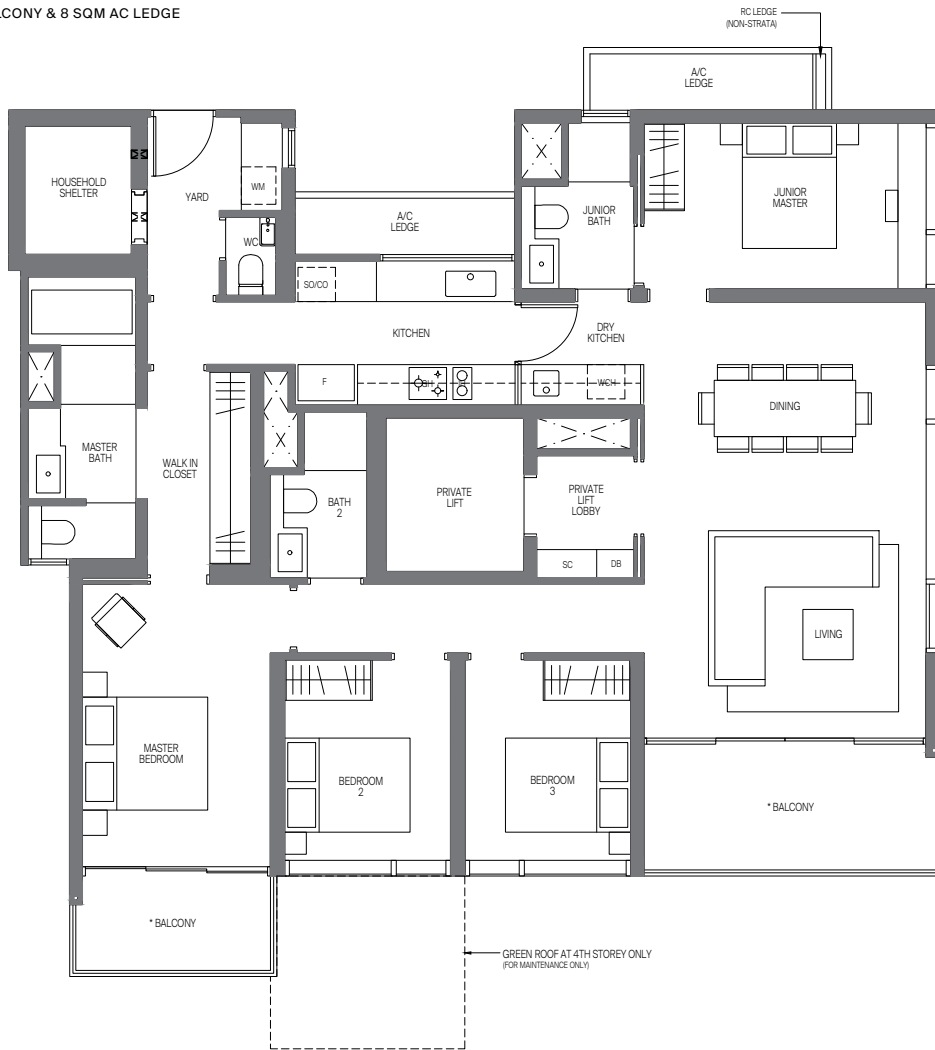 LCONY & 8 SQM AC LEDGE
RC LEDGE
(NON-STRATA)
A/C
LEDGE
HOUSEHOLD
SHELTER
YARD
WM
WC
A/C
LEDGE
JUNIOR
BATH
JUNIOR
MASTER
SO/CO
KITCHEN
DRY
KITCHEN
F
WCH
DINING
MASTER
BATH
WALK IN
CLOSET
BATH
2
PRIVATE
LIFT
PRIVATE
LIFT
LOBBY
SC
DB
LIVING
MASTER
BEDROOM
BEDROOM
2
BEDROOM
3
* BALCONY
* BALCONY
GREEN ROOF AT 4TH STOREY ONLY
(FOR MAINTENANCE ONLY)